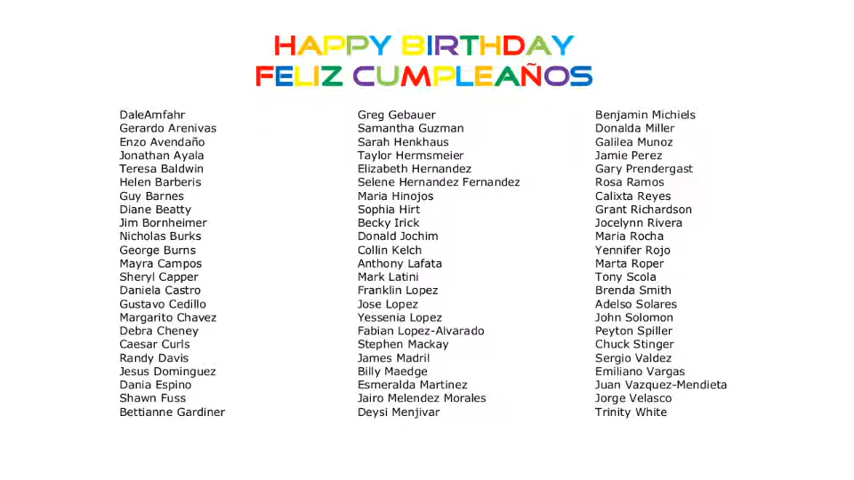 HAPPY BIRTHDAY
FELIZ CUMPLEAÑOS
DaleAmfahr
Gerardo Arenivas
Enzo Avendaño
Jonathan Ayala
Teresa Baldwin
Helen Barberis
Guy Barnes
Diane Beatty
Jim Bornheimer
Nicholas Burks
George Burns
Mayra Campos
Sheryl Capper
Daniela Castro
Gustavo Cedillo
Margarito Chavez
Debra Cheney
Caesar Curls
Randy Davis
Jesus Dominguez
Dania Espino
Shawn Fuss
Bettianne Gardiner
Greg Gebauer
Samantha Guzman
Sarah Henkhaus
Taylor Hermsmeier
Elizabeth Hernandez
Selene Hernandez Fernandez
Maria Hinojos
Sophia Hirt
Becky Irick
Donald Jochim
Collin Kelch
Anthony Lafata
Mark Latini
Franklin Lopez
Jose Lopez
Yessenia Lopez
Fabian Lopez-Alvarado
Stephen Mackay
James Madril
Billy Maedge
Esmeralda Martinez
Jairo Melendez Morales
Deysi Menjivar
Benjamin Michiels
Donalda Miller
Galilea Munoz
Jamie Perez
Gary Prendergast
Rosa Ramos
Calixta Reyes
Grant Richardson
Jocelynn Rivera
Maria Rocha
Yennifer Rojo
Marta Roper
Tony Scola
Brenda Smith
Adelso Solares
John Solomon
Peyton Spiller
Chuck Stinger
Sergio Valdez
Emiliano Vargas
Juan Vazquez-Mendieta
Jorge Velasco
Trinity White